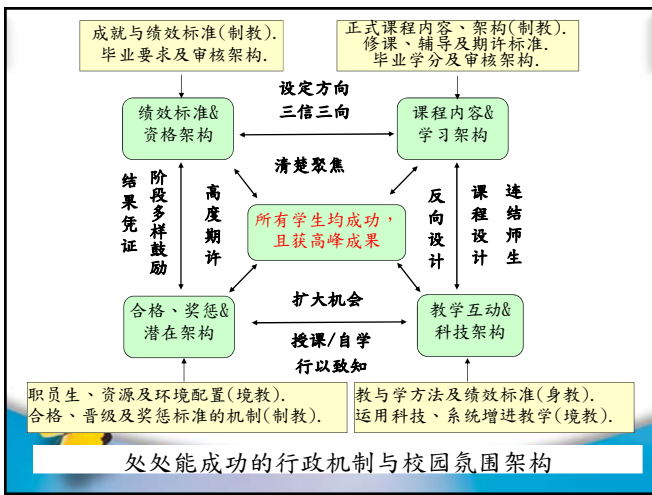 成就与绩效标准(制教).
毕业要求及审核架构.
正式课程内容、架构(制教).
修课、辅导及期许标准.
毕业学分及审核架构.
设定方向
三信三向
绩效标准&
资格架构
课程内容&
学习架构
清楚聚焦
结果凭证
阶段多样鼓励
高度期许
所有学生均成功，
且获高峰成果
反向设计
课程设计
连结师生
合格、奖惩&
潜在架构
扩大机会
授课/自学
行以致知
教学互动&
科技架构
职员生、资源及环境配置(境教).
合格、晋级及奖惩标准的机制(制教).
教与学方法及绩效标准(身教).
运用科技、系统增进教学(境教).
处处能成功的行政机制与校园氛围架构